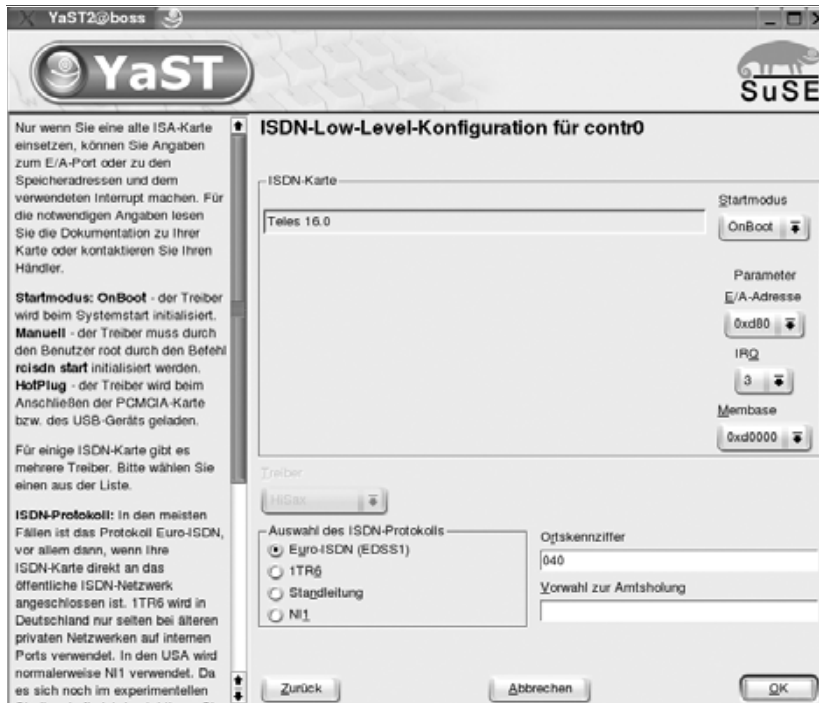 YaST2@boss
YaST
SuSE
Nur wenn Sie eine alte ISA-Karte
einsetzen, können Sie Angaben
zum E/A-Port oder zu den
Speicheradressen und dem
verwendeten Interrupt machen. Für
die notwendigen Angaben lesen
Sie die Dokumentation zu Ihrer
Karte oder kontaktieren Sie Ihren
Händler.
Startmodus: OnBoot - der Treiber
wird beim Systemstart initialisiert.
Manuell - der Treiber muss durch
den Benutzer root durch den Befehl
rcisdn start initialisiert werden.
HotPlug - der Treiber wird beim
Anschließen der PCMCIA-Karte
bzw. des USB-Geräts geladen.
Für einige ISDN-Karte gibt es
mehrere Treiber. Bitte wählen Sie
einen aus der Liste.
ISDN-Protokoll: In den meisten
Fällen ist das Protokoll Euro-ISDN,
vor allem dann, wenn Ihre
ISDN-Karte direkt an das
öffentliche ISDN-Netzwerk
angeschlossen ist. 1TR6 wird in
Deutschland nur selten bei älteren
privaten Netzwerken auf internen
Ports verwendet. In den USA wird
normalerweise NI1 verwendet. Da
es sich noch im experimentellen
ISDN-Low-Level-Konfiguration für contr0
ISDN-Karte
Teles 16.0
Startmodus
OnBoot
Parameter
E/A-Adresse
0xd80
IRQ
3
Membase
0xd0000
Treiber
HiSax
Auswahl des ISDN-Protokolls
Euro-ISDN (EDSS1)
1TR6
Standleitung
NI1
Ortskennziffer
040
Vorwahl zur Amtsholung
Zurück
Abbrechen
OK